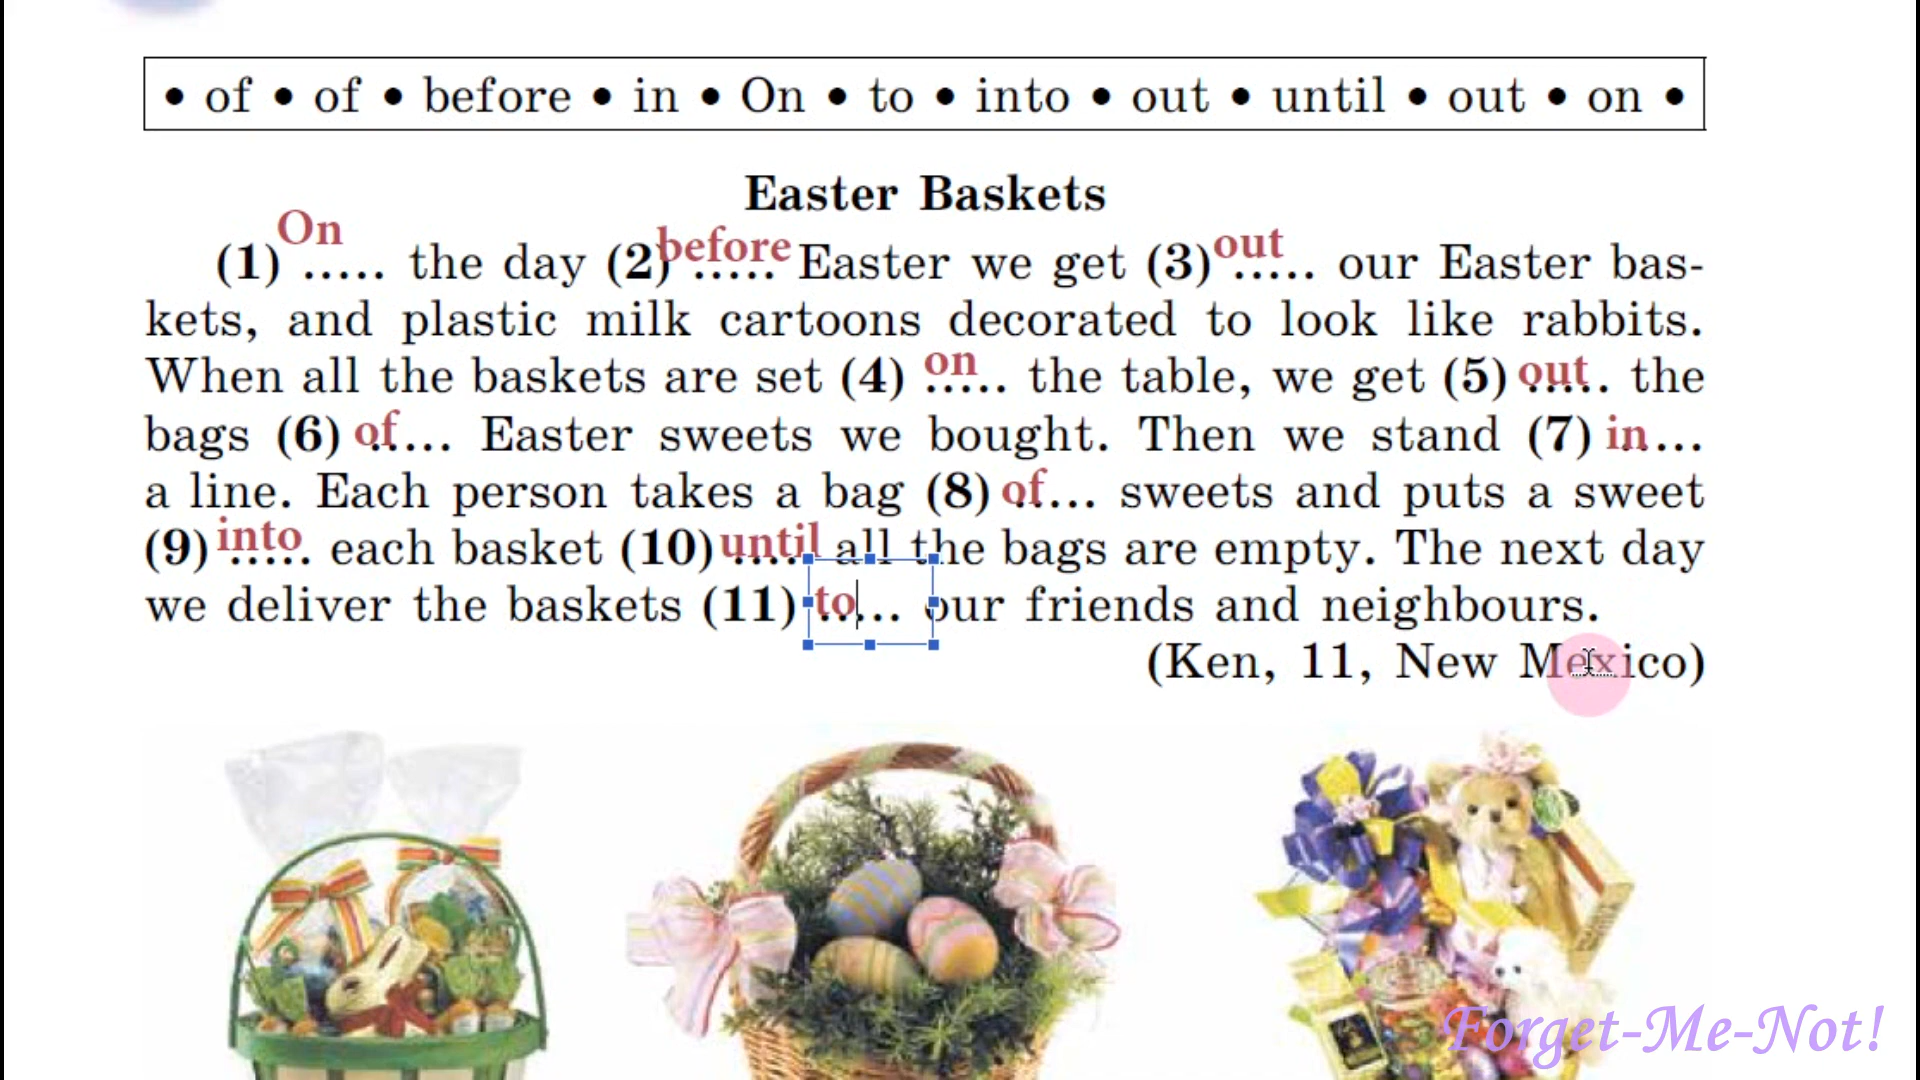 • of • of • before • in • On • to • into • out • until • out • on •
Easter Baskets
(1) On ..... the day (2) before ..... Easter we get (3) out ..... our Easter bas-
kets, and plastic milk cartoons decorated to look like rabbits.
When all the baskets are set (4) on ..... the table, we get (5) out ..... the
bags (6) of ..... Easter sweets we bought. Then we stand (7) in .....
a line. Each person takes a bag (8) of ..... sweets and puts a sweet
(9) into ..... each basket (10) until ..... all the bags are empty. The next day
we deliver the baskets (11) to ..... our friends and neighbours.
(Ken, 11, New Mexico)
Forget-Me-Not!